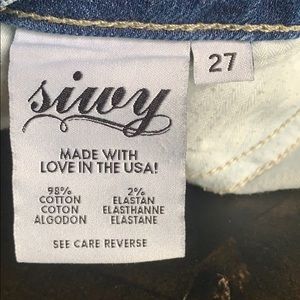 siwy
27
MADE WITH
LOVE IN THE USA!
98%
COTTON
COTON
ALGODON
2%
ELASTAN
ELASTHANNE
ELASTANE
SEE CARE REVERSE